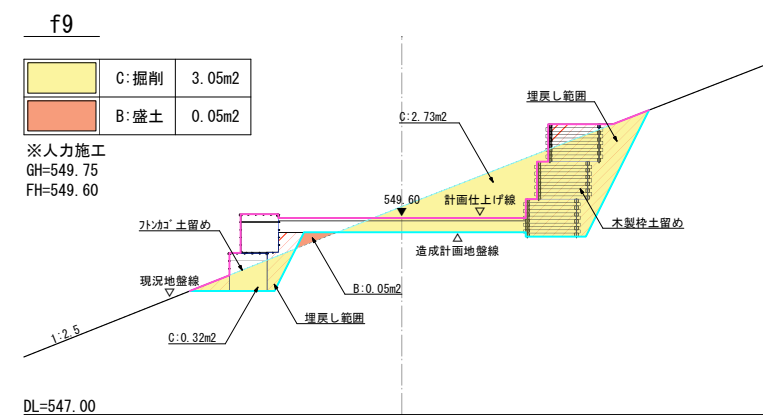 f9
C:掘削 3.05m2
B:盛土 0.05m2
※人力施工
GH=549.75
FH=549.60
埋戻し範囲
C:2.73m2
549.60
計画仕上げ線
フトンカゴ土留め
木製枠土留め
造成計画地盤線
現況地盤線
B:0.05m2
埋戻し範囲
1:2.5
C:0.32m2
DL=547.00